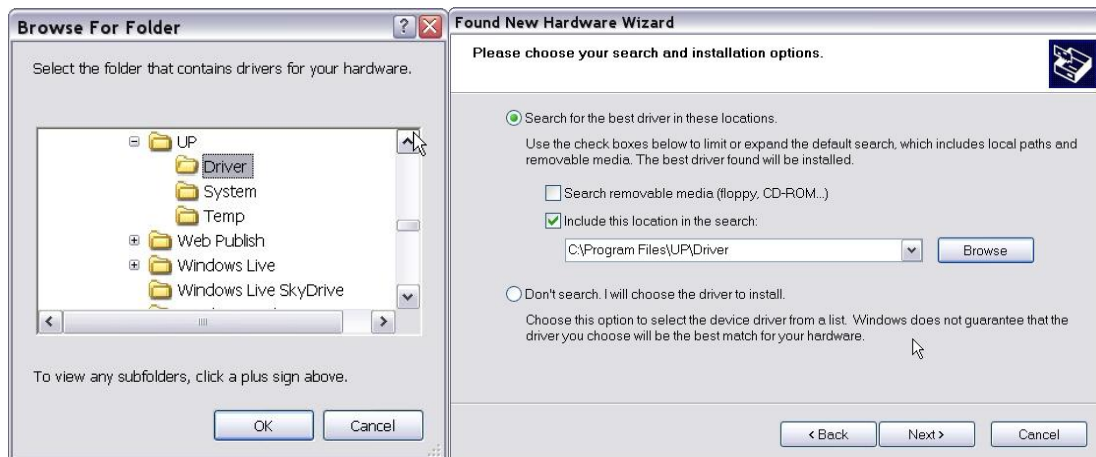 Browse For Folder
Select the folder that contains drivers for your hardware.
UP
Driver
System
Temp
Web Publish
Windows Live
Windows Live SkyDrive
To view any subfolders, click a plus sign above.
OK
Cancel
Found New Hardware Wizard
Please choose your search and installation options.
Search for the best driver in these locations.
Use the check boxes below to limit or expand the default search, which includes local paths and
removable media. The best driver found will be installed.
Search removable media (floppy, CD-ROM...)
Include this location in the search:
C:\Program Files\UP\Driver
Browse
Don't search. I will choose the driver to install.
Choose this option to select the device driver from a list. Windows does not guarantee that the
driver you choose will be the best match for your hardware.
< Back
Next >
Cancel